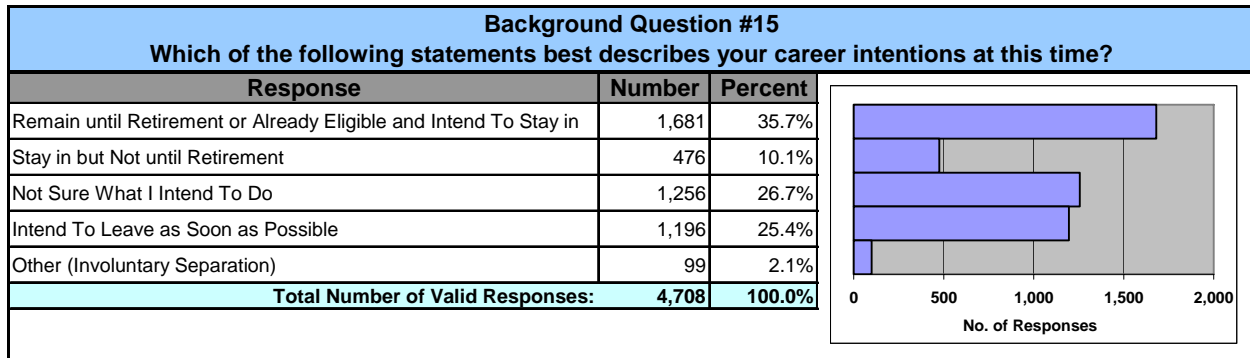 Background Question #15
Which of the following statements best describes your career intentions at this time?
Response Number Percent
Remain until Retirement or Already Eligible and Intend To Stay in 1,681 35.7%
Stay in but Not until Retirement 476 10.1%
Not Sure What I Intend To Do 1,256 26.7%
Intend To Leave as Soon as Possible 1,196 25.4%
Other (Involuntary Separation) 99 2.1%
Total Number of Valid Responses: 4,708 100.0%
0 500 1,000 1,500 2,000
No. of Responses